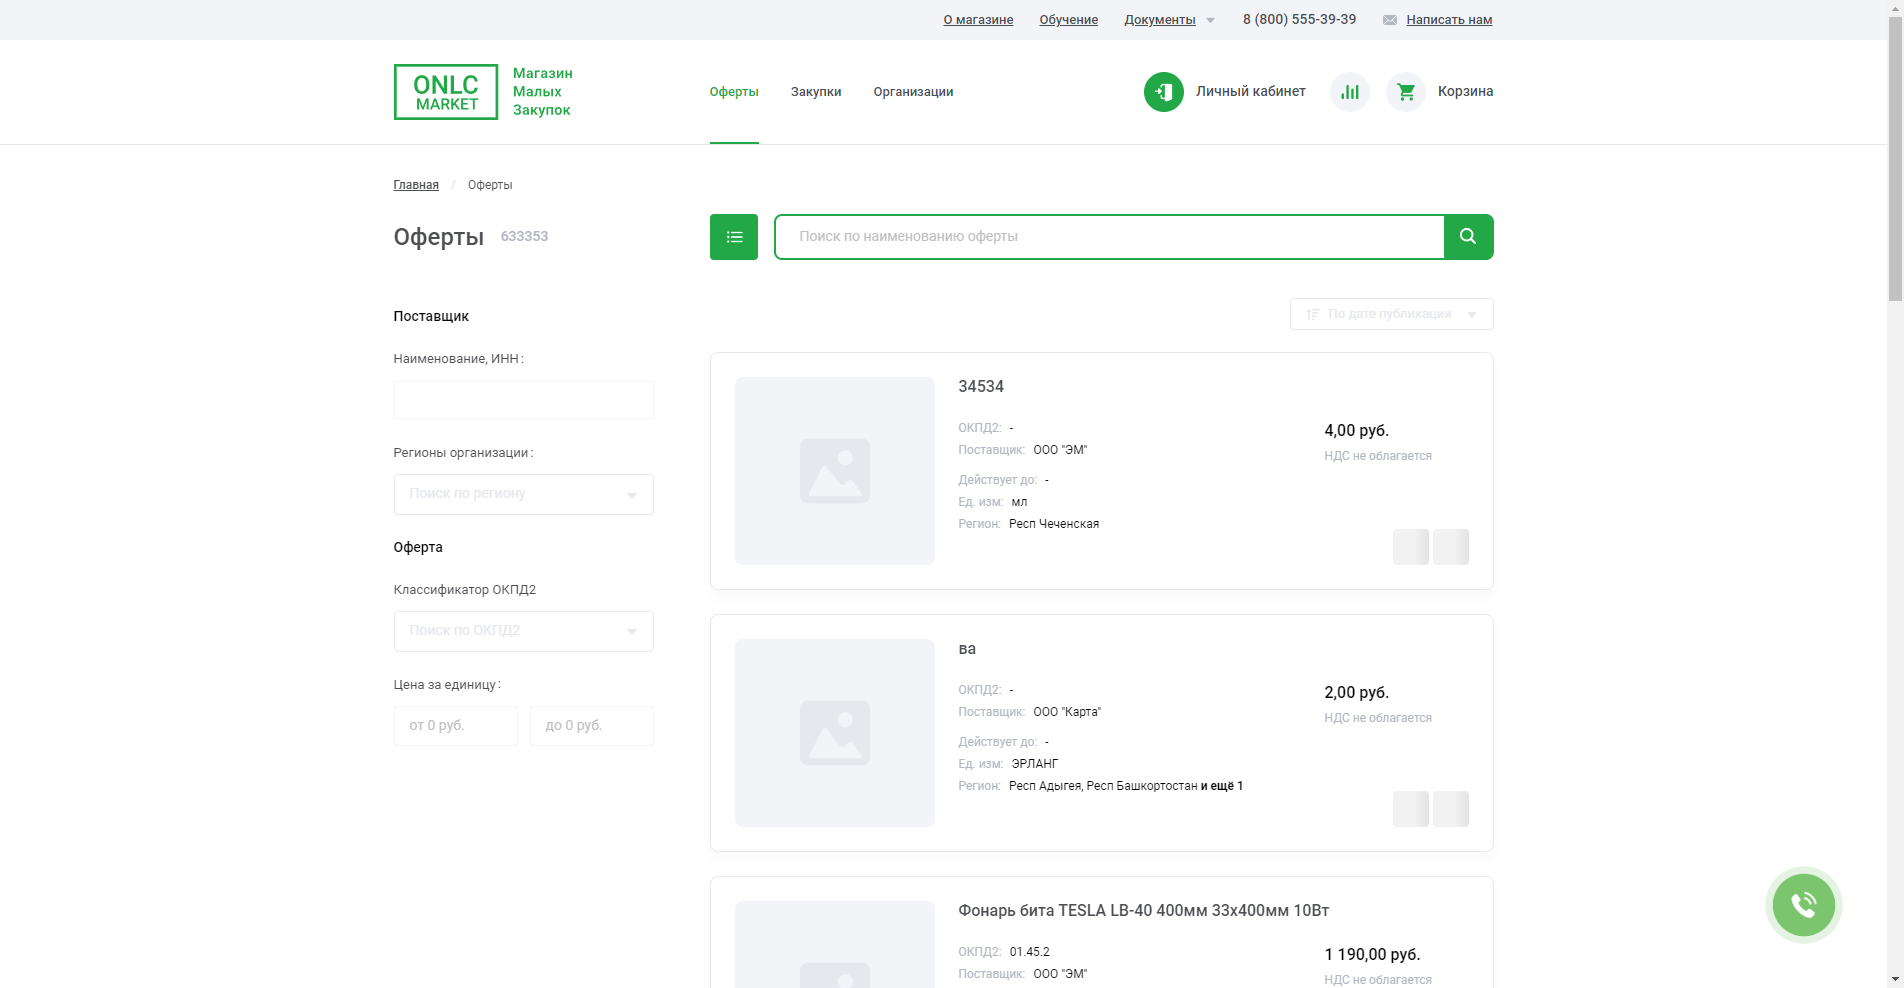 О магазине Обучение Документы 8 (800) 555-39-39 Написать нам
ONLC
MARKET
Магазин
Малых
Закупок
Оферты Закупки Организации Личный кабинет Корзина
Главная / Оферты
Оферты 633353
Поиск по наименованию оферты
По дате публикации
Поставщик
Наименование, ИНН:
Регионы организации:
Поиск по региону
Оферта
Классификатор ОКПД2
Поиск по ОКПД2
Цена за единицу:
от 0 руб. до 0 руб.
34534
ОКПД2: -
Поставщик: ООО "ЭМ"
Действует до: -
Ед. изм: мл
Регион: Респ Чеченская
4,00 руб.
НДС не облагается
ва
ОКПД2: -
Поставщик: ООО "Карта"
Действует до: -
Ед. изм: ЭРЛАНГ
Регион: Респ Адыгея, Респ Башкортостан и ещё 1
2,00 руб.
НДС не облагается
Фонарь бита TESLA LB-40 400мм 33х400мм 10Вт
ОКПД2: 01.45.2
Поставщик: ООО "ЭМ"
1 190,00 руб.
НДС не облагается